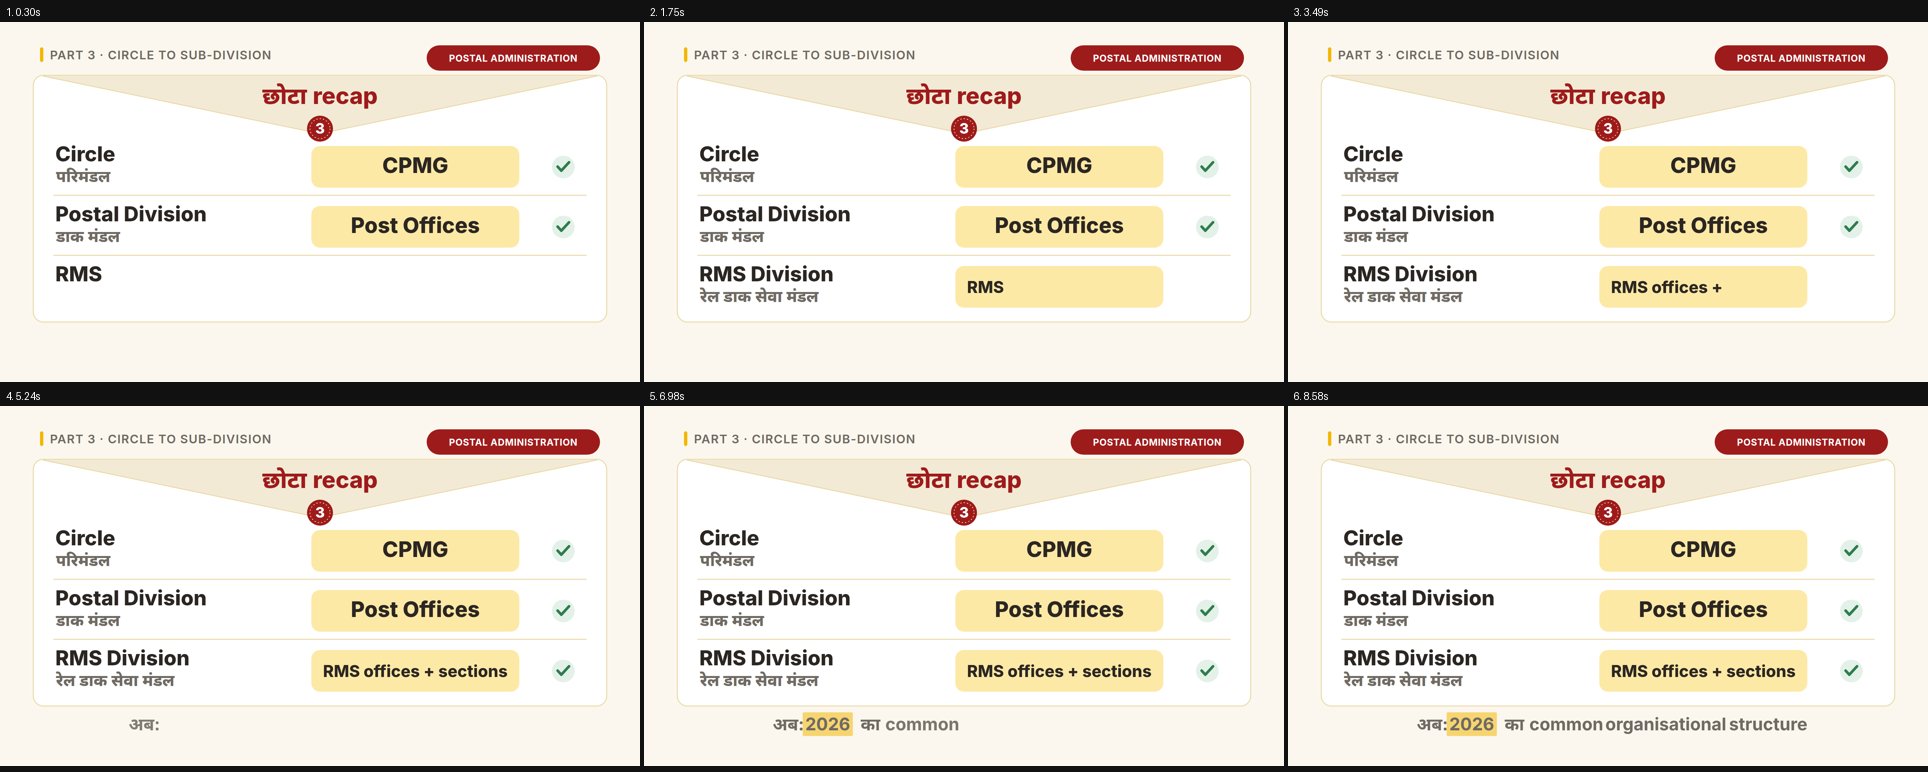 1. 0.30s
PART 3 · CIRCLE TO SUB-DIVISION
POSTAL ADMINISTRATION
छोटा recap
3
Circle
परिमंडल
CPMG
Postal Division
डाक मंडल
Post Offices
RMS
2. 1.75s
PART 3 · CIRCLE TO SUB-DIVISION
POSTAL ADMINISTRATION
छोटा recap
3
Circle
परिमंडल
CPMG
Postal Division
डाक मंडल
Post Offices
RMS Division
रेल डाक सेवा मंडल
RMS
3. 3.49s
PART 3 · CIRCLE TO SUB-DIVISION
POSTAL ADMINISTRATION
छोटा recap
3
Circle
परिमंडल
CPMG
Postal Division
डाक मंडल
Post Offices
RMS Division
रेल डाक सेवा मंडल
RMS offices +
4. 5.24s
PART 3 · CIRCLE TO SUB-DIVISION
POSTAL ADMINISTRATION
छोटा recap
3
Circle
परिमंडल
CPMG
Postal Division
डाक मंडल
Post Offices
RMS Division
रेल डाक सेवा मंडल
RMS offices + sections
अब:
5. 6.98s
PART 3 · CIRCLE TO SUB-DIVISION
POSTAL ADMINISTRATION
छोटा recap
3
Circle
परिमंडल
CPMG
Postal Division
डाक मंडल
Post Offices
RMS Division
रेल डाक सेवा मंडल
RMS offices + sections
अब: 2026 का common
6. 8.58s
PART 3 · CIRCLE TO SUB-DIVISION
POSTAL ADMINISTRATION
छोटा recap
3
Circle
परिमंडल
CPMG
Postal Division
डाक मंडल
Post Offices
RMS Division
रेल डाक सेवा मंडल
RMS offices + sections
अब: 2026 का common organisational structure